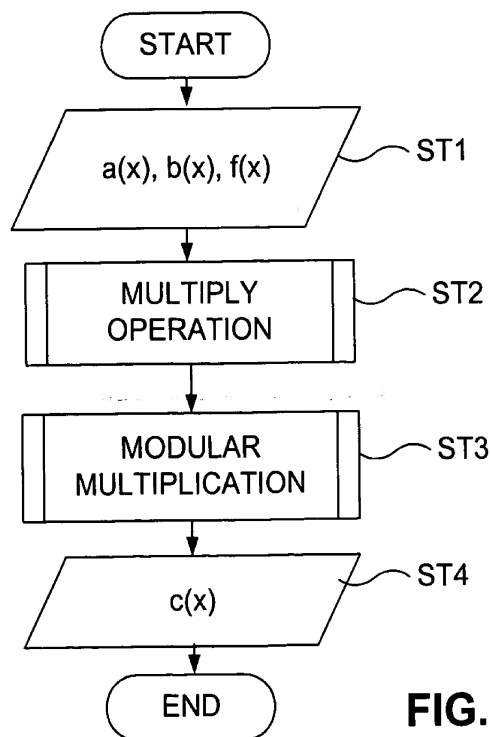 START
a(x), b(x), f(x)
ST1
MULTIPLY
OPERATION
ST2
MODULAR
MULTIPLICATION
ST3
c(x)
ST4
END
FIG.